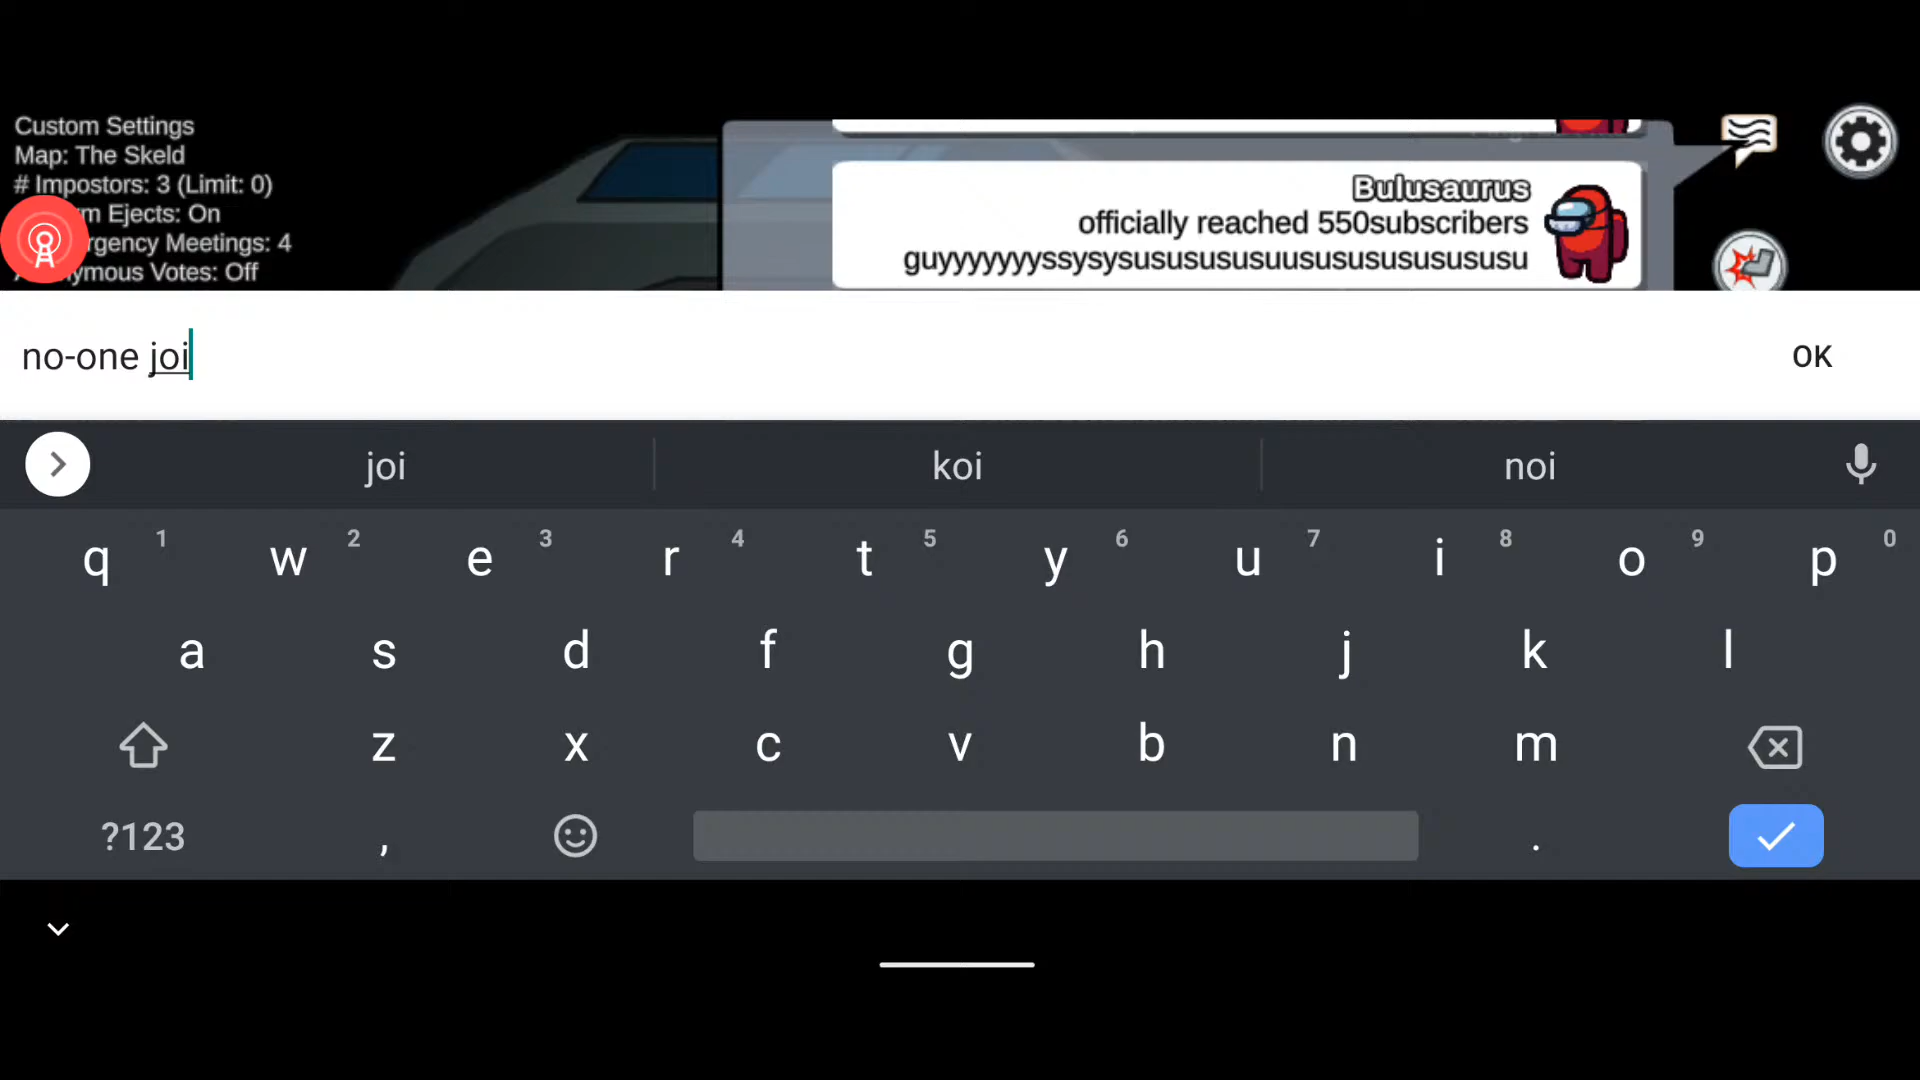 Custom Settings
Map: The Skeld
# Impostors: 3 (Limit: 0)
m Ejects: On
rgency Meetings: 4
ymous Votes: Off
Bulusaurus
officially reached 550subscribers
guyyyyyyyssysysusususususuusususususususu
no-one joi
OK
joi koi noi
q 1 w 2 e 3 r 4 t 5 y 6 u 7 i 8 o 9 p 0
a s d f g h j k l
z x c v b n m
?123 , .